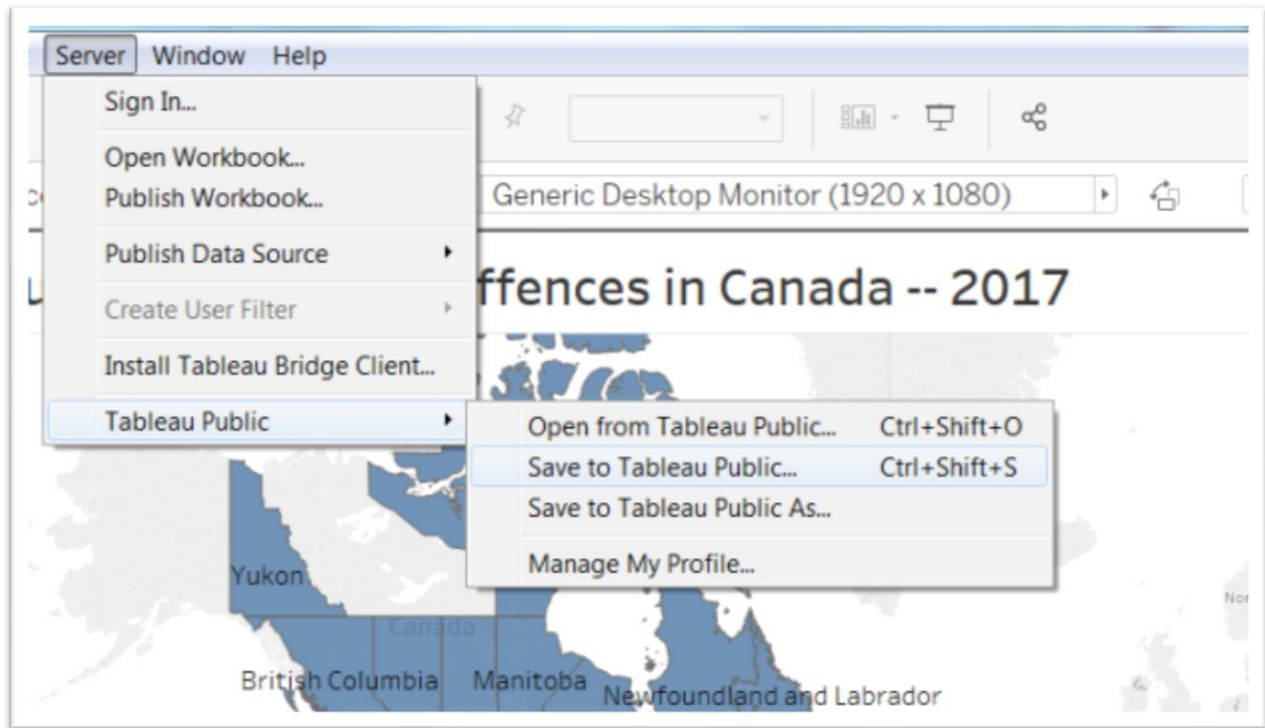 Server Window Help
Sign In...
Open Workbook...
Publish Workbook...
Generic Desktop Monitor (1920 x 1080)
Publish Data Source
ffences in Canada -- 2017
Create User Filter
Install Tableau Bridge Client...
Tableau Public
Open from Tableau Public... Ctrl+Shift+O
Save to Tableau Public... Ctrl+Shift+S
Save to Tableau Public As...
Manage My Profile...
Yukon
Canada
British Columbia Manitoba Newfoundland and Labrador